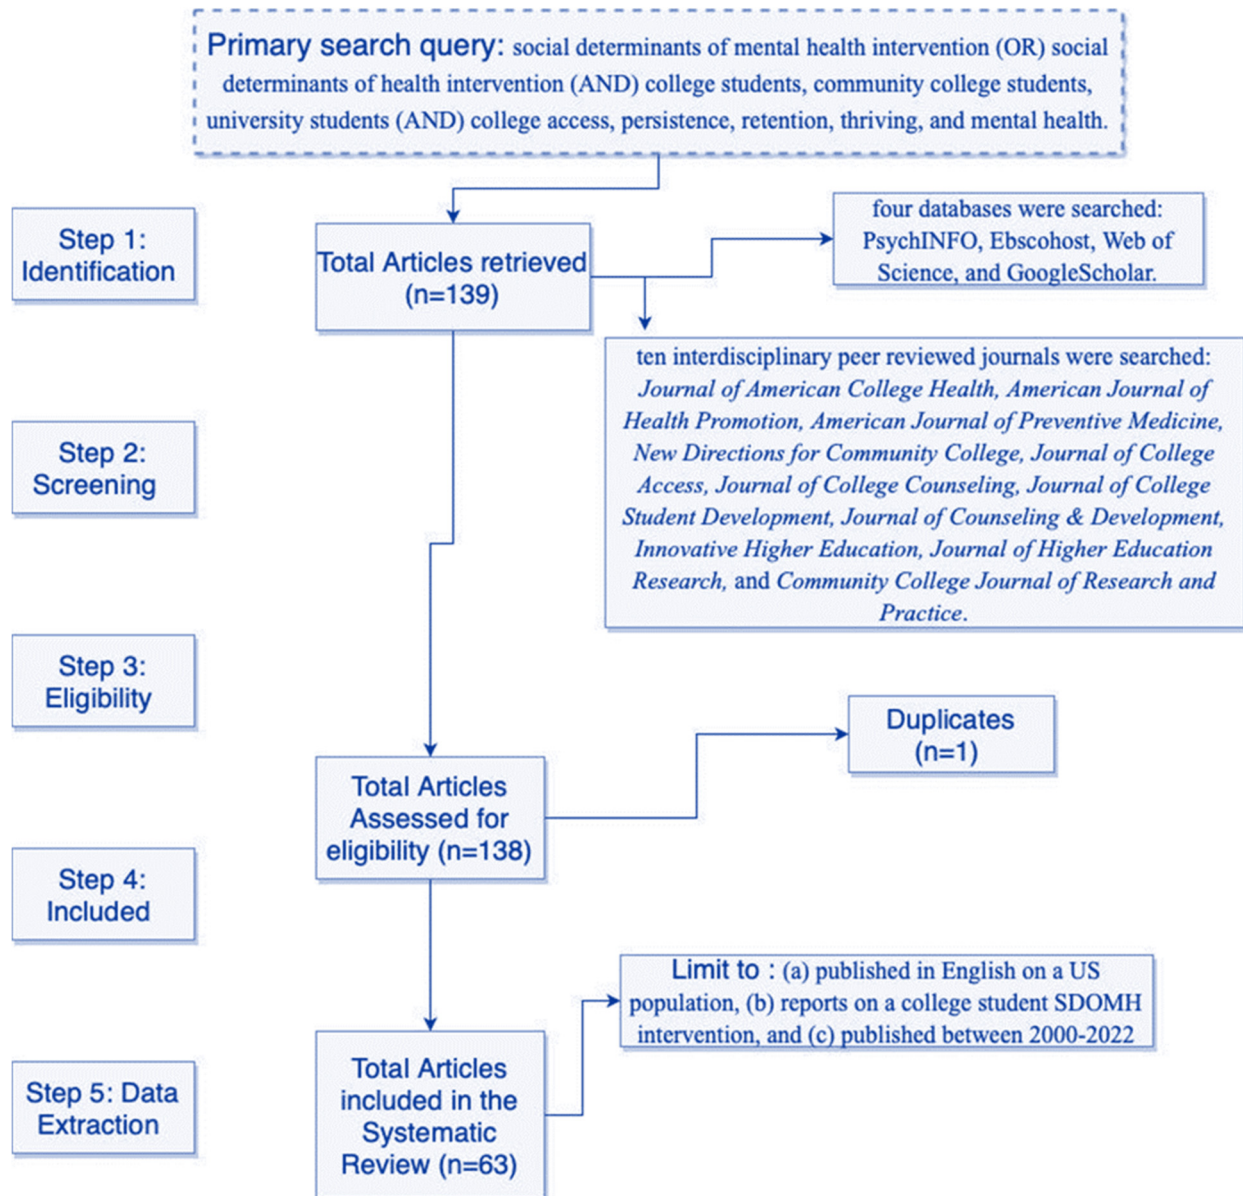 Primary search query: social determinants of mental health intervention (OR) social
determinants of health intervention (AND) college students, community college students,
university students (AND) college access, persistence, retention, thriving, and mental health.
Step 1:
Identification
Total Articles retrieved
(n=139)
four databases were searched:
PsychINFO, Ebscohost, Web of
Science, and GoogleScholar.
ten interdisciplinary peer reviewed journals were searched:
Journal of American College Health, American Journal of
Health Promotion, American Journal of Preventive Medicine,
New Directions for Community College, Journal of College
Access, Journal of College Counseling, Journal of College
Student Development, Journal of Counseling & Development,
Innovative Higher Education, Journal of Higher Education
Research, and Community College Journal of Research and
Practice.
Step 2:
Screening
Step 3:
Eligibility
Duplicates
(n=1)
Total Articles
Assessed for
eligibility (n=138)
Step 4:
Included
Limit to : (a) published in English on a US
population, (b) reports on a college student SDOMH
intervention, and (c) published between 2000-2022
Step 5: Data
Extraction
Total Articles
included in the
Systematic
Review (n=63)